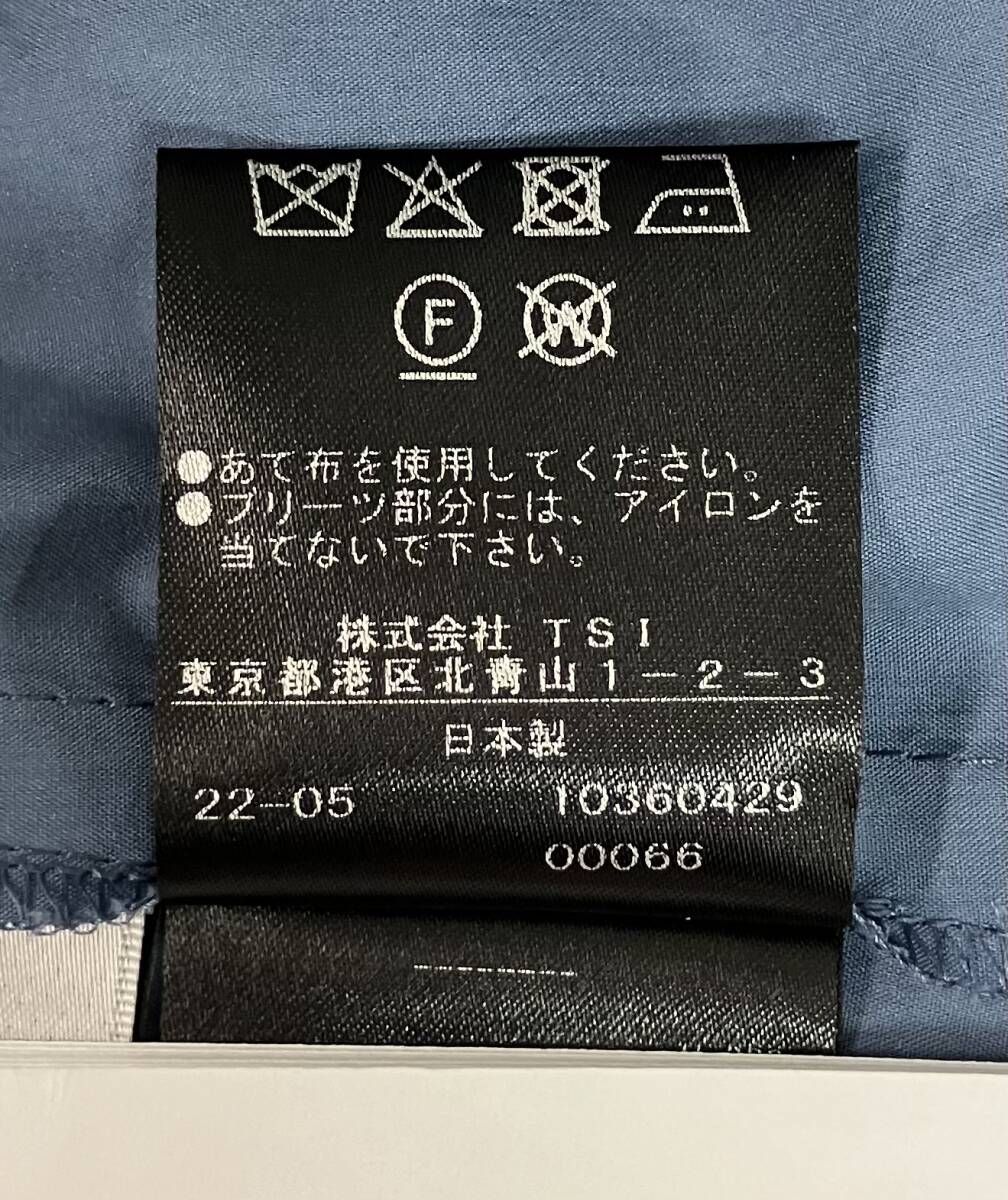 F W
●あて布を使用してください。
●プリーツ部分には、アイロンを
当てないで下さい。
株式会社 TSI
東京都港区北青山1-2-3
日本製
22-05 10360429
00066